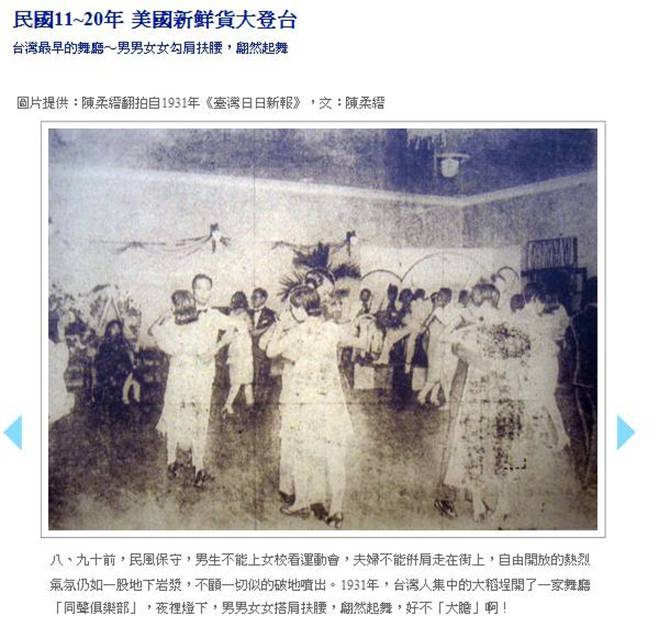 民國11~20年 美國新鮮貨大登台
台灣最早的舞廳～男男女女勾肩扶腰，翩然起舞
圖片提供：陳柔縉翻拍自1931年《臺灣日日新報》，文：陳柔縉
八、九十前，民風保守，男生不能上女校看運動會，夫婦不能併肩走在街上，自由開放的熱烈
氣氛仍如一股地下岩漿，不顧一切似的破地噴出。1931年，台灣人集中的大稻埕開了一家舞廳
「同聲俱樂部」，夜裡燈下，男男女女搭肩扶腰，翩然起舞，好不「大膽」啊！